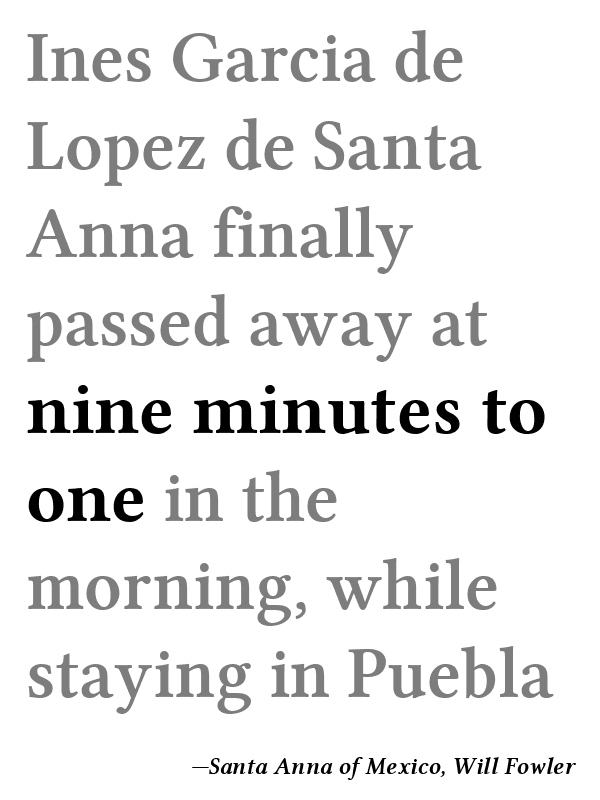 Ines Garcia de
Lopez de Santa
Anna finally
passed away at
nine minutes to
one in the
morning, while
staying in Puebla
—Santa Anna of Mexico, Will Fowler